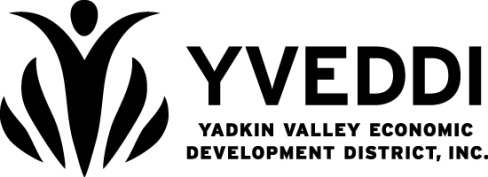 YVEDDI
YADKIN VALLEY ECONOMIC
DEVELOPMENT DISTRICT, INC.